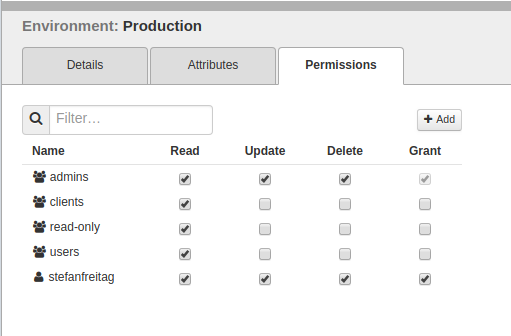 Environment: Production
Details Attributes Permissions
Filter… Add
Name Read Update Delete Grant
admins
clients
read-only
users
stefanfreitag